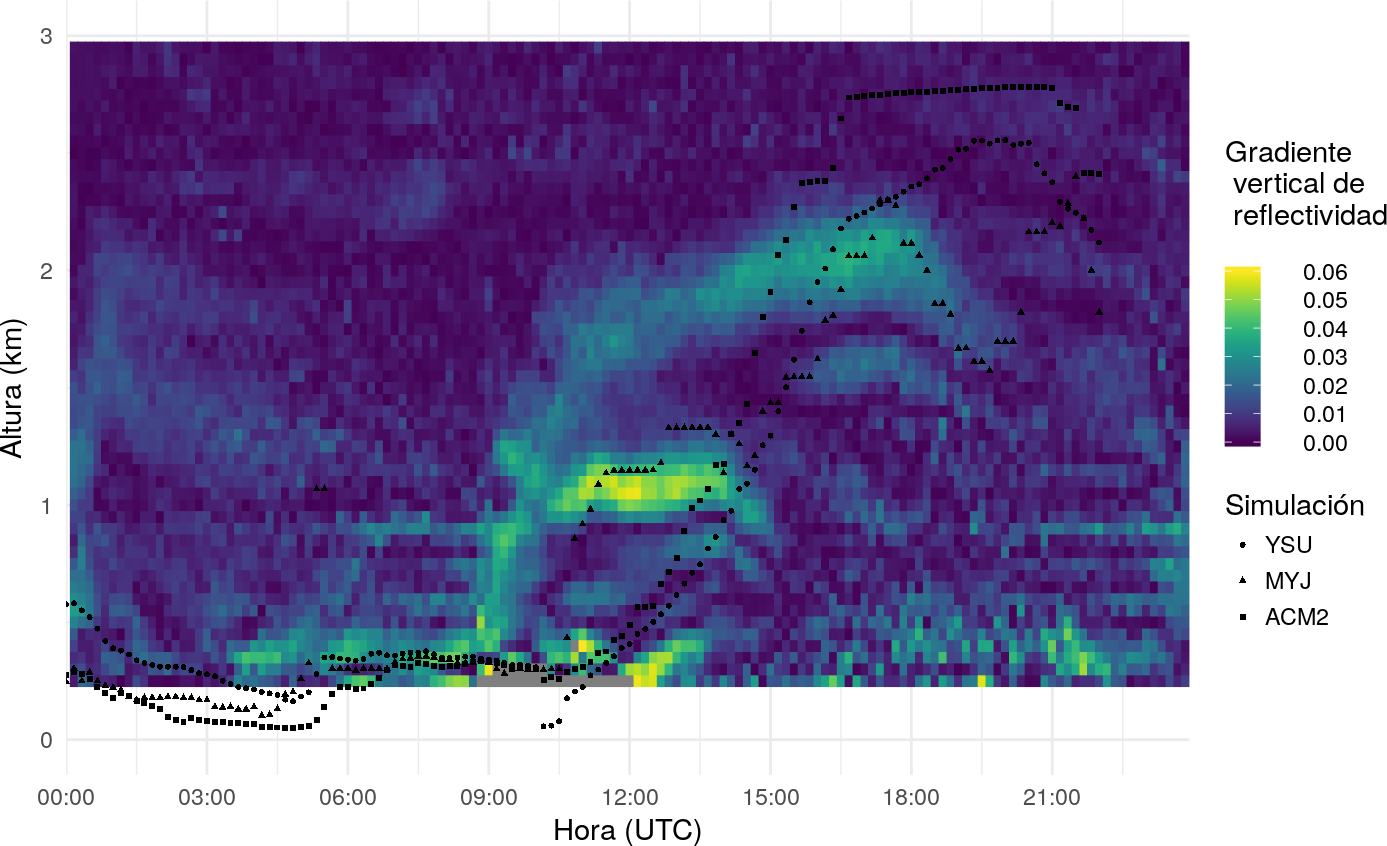 3
2
1
0
Altura (km)
00:00
03:00
06:00
09:00
12:00
15:00
18:00
21:00
Hora (UTC)
Gradiente
vertical de
reflectividad
0.06
0.05
0.04
0.03
0.02
0.01
0.00
Simulación
YSU
MYJ
ACM2